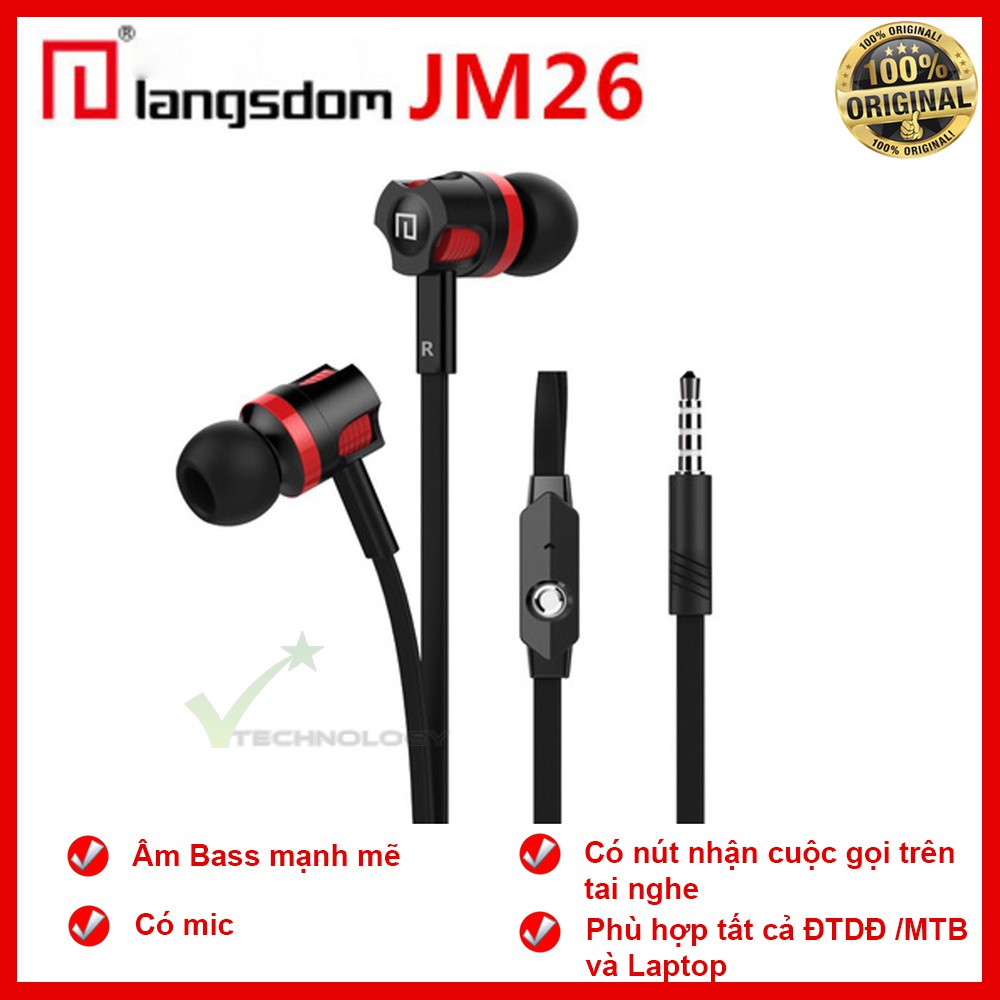 langsdom JM26
®
100% ORIGINAL!
100%
ORIGINAL
100% ORIGINAL!
R
TECHNOLOGY
Âm Bass mạnh mẽ
Có mic
Có nút nhận cuộc gọi trên
tai nghe
Phù hợp tất cả ĐTDĐ /MTB
và Laptop